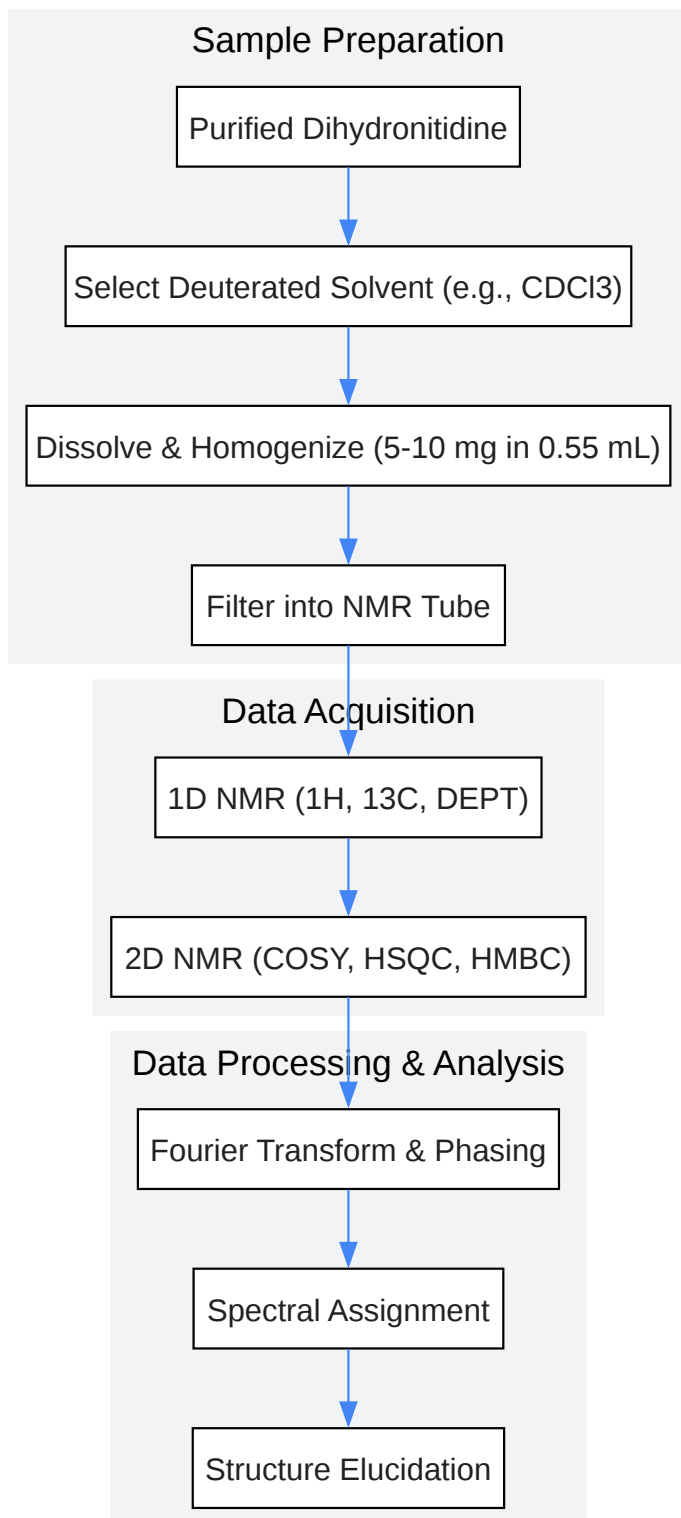 Sample Preparation
Purified Dihydronitidine
Select Deuterated Solvent (e.g., CDCl3)
Dissolve & Homogenize (5-10 mg in 0.55 mL)
Filter into NMR Tube
Data Acquisition
1D NMR (1H, 13C, DEPT)
2D NMR (COSY, HSQC, HMBC)
Data Processing & Analysis
Fourier Transform & Phasing
Spectral Assignment
Structure Elucidation